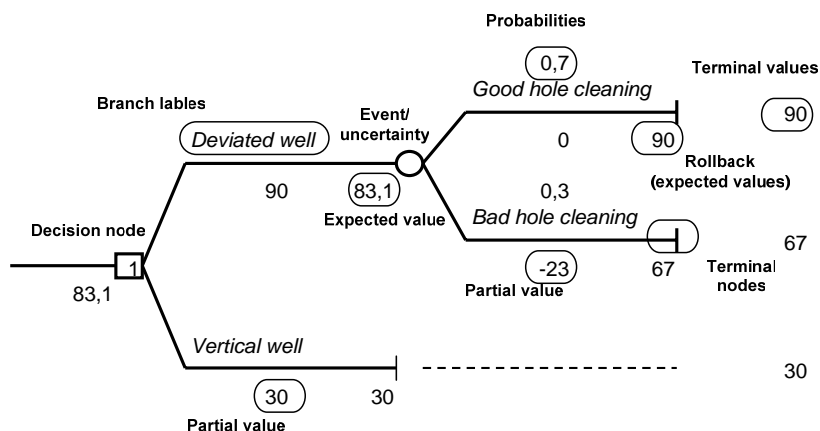 Probabilities
0,7
Terminal values
Good hole cleaning
Branch lables
Event/
uncertainty
90
Deviated well
0
90
Rollback
(expected values)
90
83,1
0,3
Expected value
Bad hole cleaning
Decision node
67
1
-23
67
Terminal
nodes
83,1
Partial value
Vertical well
30
30
30
Partial value